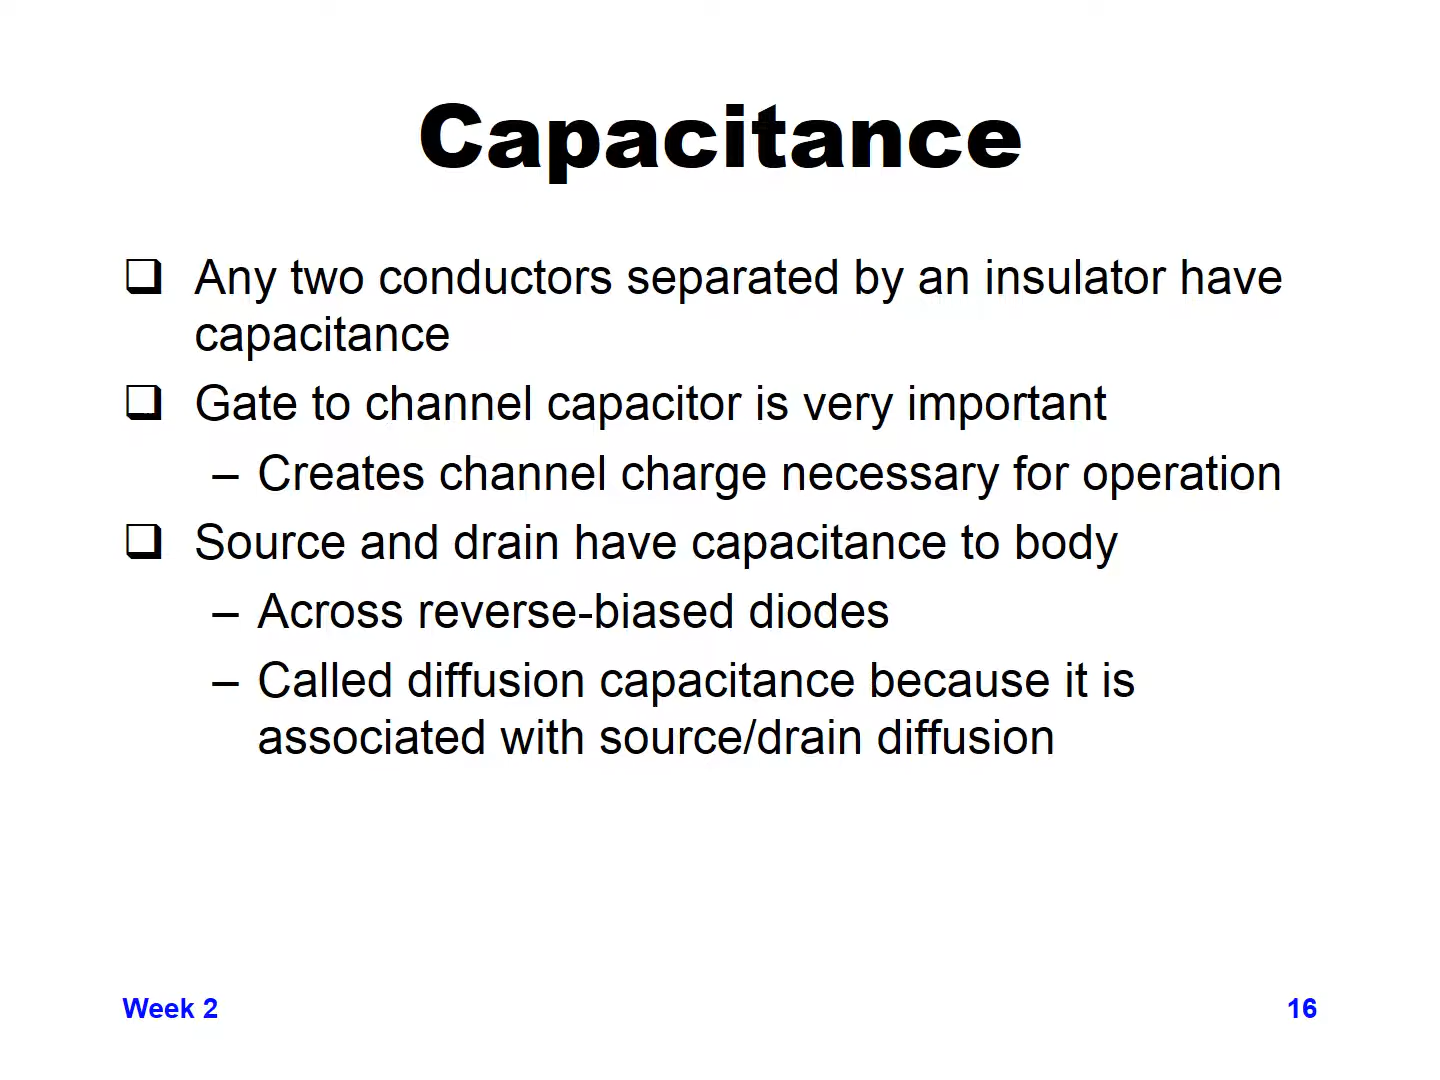 Capacitance
❑ Any two conductors separated by an insulator have
capacitance
❑ Gate to channel capacitor is very important
– Creates channel charge necessary for operation
❑ Source and drain have capacitance to body
– Across reverse-biased diodes
– Called diffusion capacitance because it is
associated with source/drain diffusion
Week 2
16